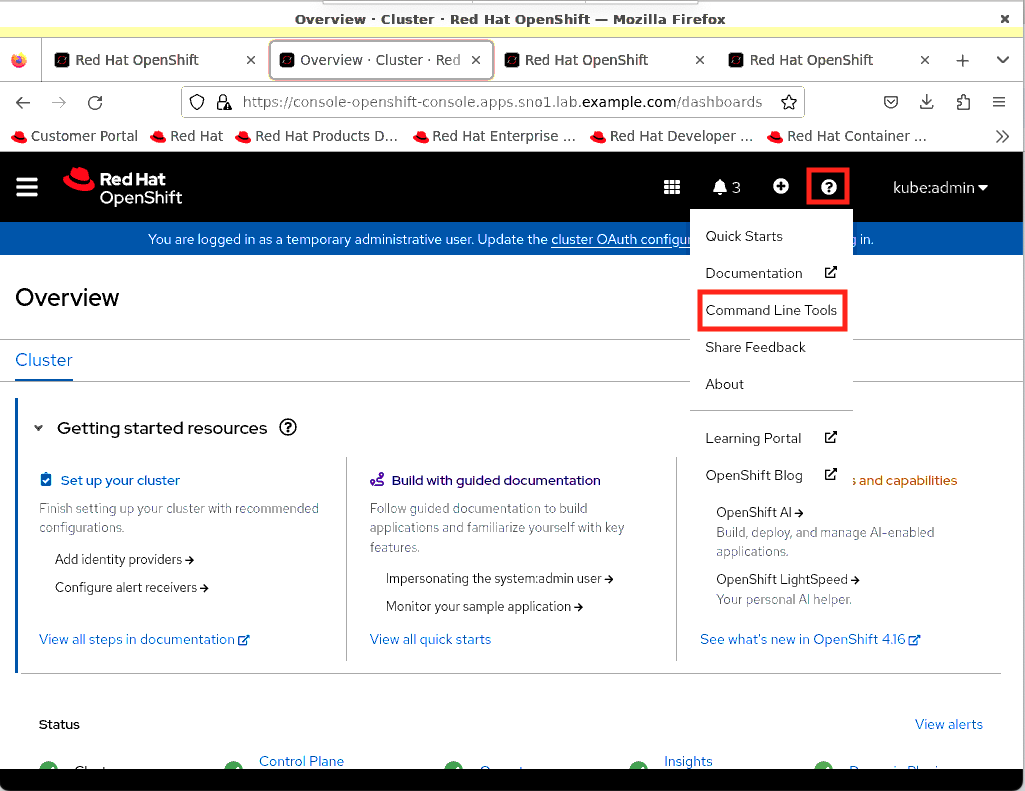 Overview · Cluster · Red Hat OpenShift — Mozilla Firefox
Red Hat OpenShift
Overview · Cluster · Red
Red Hat OpenShift
Red Hat OpenShift
https://console-openshift-console.apps.sno1.lab.example.com/dashboards
Customer Portal
Red Hat
Red Hat Products D...
Red Hat Enterprise ...
Red Hat Developer ...
Red Hat Container ...
Red Hat
OpenShift
3
kube:admin
You are logged in as a temporary administrative user. Update the cluster OAuth configur
in.
Quick Starts
Documentation
Command Line Tools
Share Feedback
About
Learning Portal
OpenShift Blog
Overview
Cluster
Getting started resources
Set up your cluster
Finish setting up your cluster with recommended
configurations.
Add identity providers
Configure alert receivers
View all steps in documentation
Build with guided documentation
Follow guided documentation to build
applications and familiarize yourself with key
features.
Impersonating the system:admin user
Monitor your sample application
View all quick starts
s and capabilities
OpenShift AI
Build, deploy, and manage AI-enabled
applications.
OpenShift LightSpeed
Your personal AI helper.
See what's new in OpenShift 4.16
Status
View alerts
Control Plane
Insights